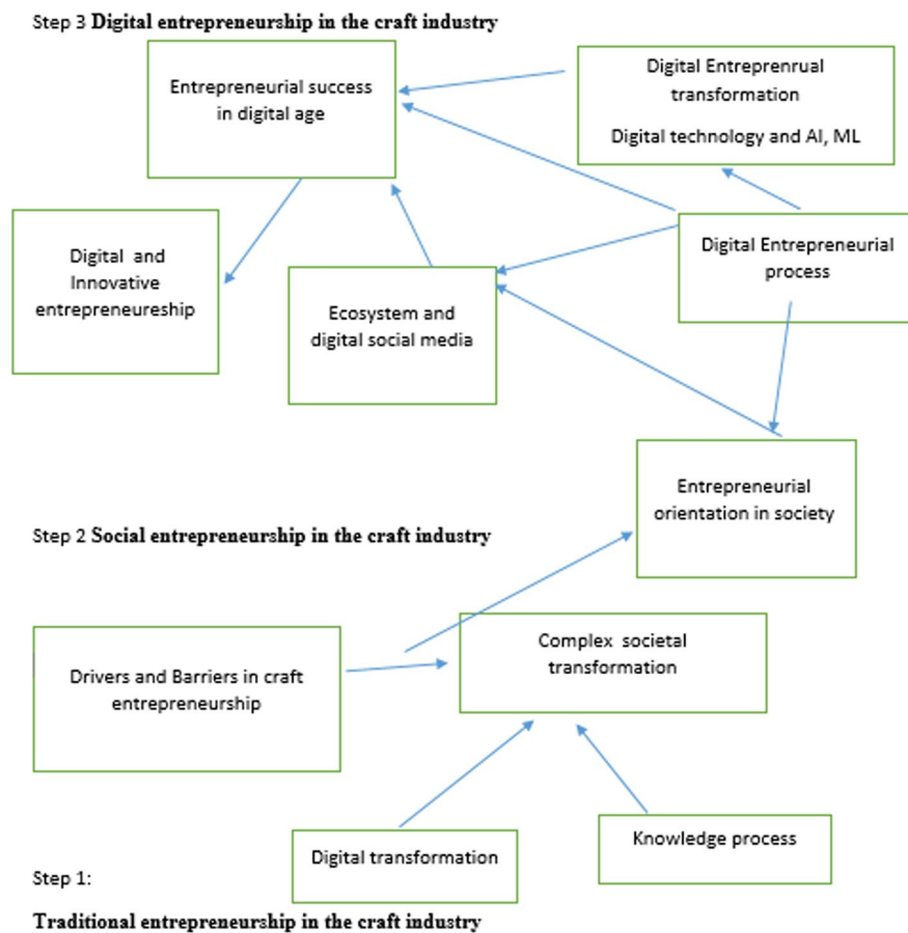 Step 3 Digital entrepreneurship in the craft industry
Entrepreneurial success
in digital age
Digital Entreprenrual
transformation
Digital technology and AI, ML
Digital and
Innovative
entrepreneureship
Ecosystem and
digital social media
Digital Entrepreneurial
process
Entrepreneurial
orientation in society
Step 2 Social entrepreneurship in the craft industry
Drivers and Barriers in craft
entrepreneurship
Complex societal
transformation
Digital transformation
Knowledge process
Step 1:
Traditional entrepreneurship in the craft industry